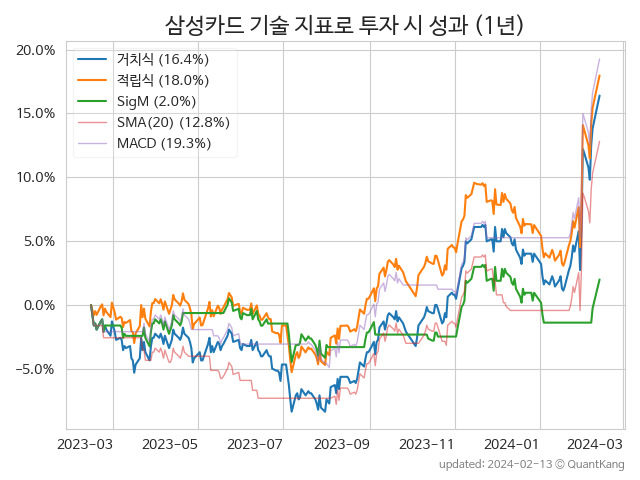 삼성카드 기술 지표로 투자 시 성과 (1년)
거치식 (16.4%)
적립식 (18.0%)
SigM (2.0%)
SMA(20) (12.8%)
MACD (19.3%)
20.0%
15.0%
10.0%
5.0%
0.0%
−5.0%
2023-03 2023-05 2023-07 2023-09 2023-11 2024-01 2024-03
updated: 2024-02-13 ⓒ QuantKang